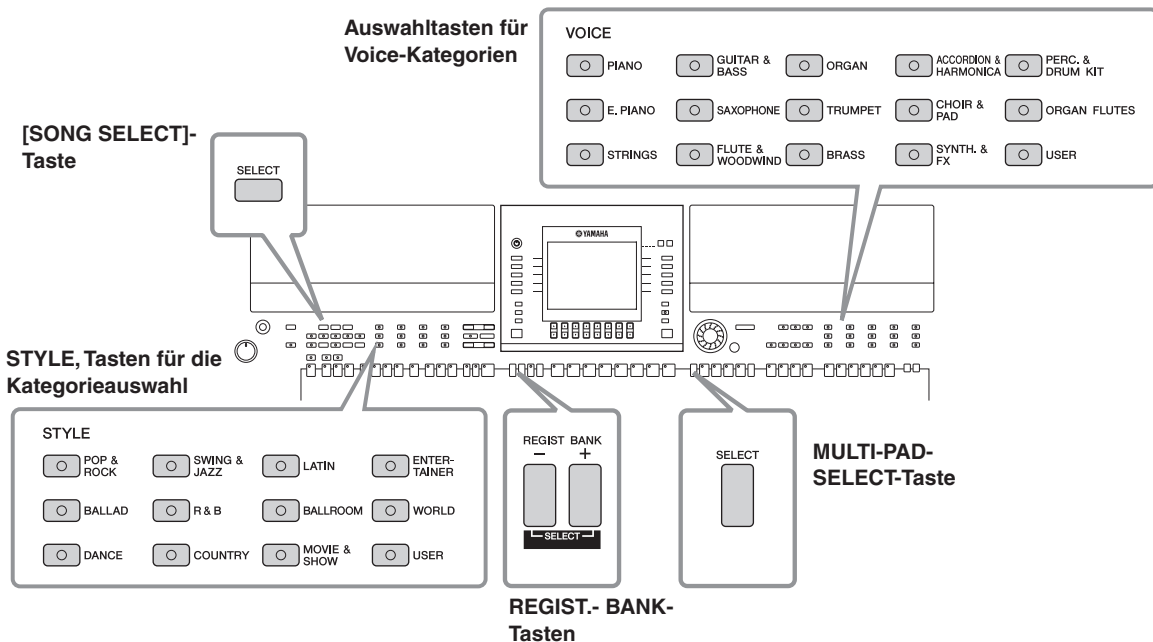 Auswahltasten für
Voice-Kategorien
VOICE
PIANO
GUITAR &
BASS
ORGAN
ACCORDION &
HARMONICA
PERC. &
DRUM KIT
E. PIANO
SAXOPHONE
TRUMPET
CHOIR &
PAD
ORGAN FLUTES
STRINGS
FLUTE &
WOODWIND
BRASS
SYNTH. &
FX
USER
[SONG SELECT]-
Taste
SELECT
YAMAHA
STYLE, Tasten für die
Kategorieauswahl
STYLE
POP &
ROCK
SWING &
JAZZ
LATIN
ENTER-
TAINER
BALLAD
R & B
BALLROOM
WORLD
DANCE
COUNTRY
MOVIE &
SHOW
USER
REGIST BANK
− +
SELECT
REGIST.- BANK-
Tasten
SELECT
MULTI-PAD-
SELECT-Taste